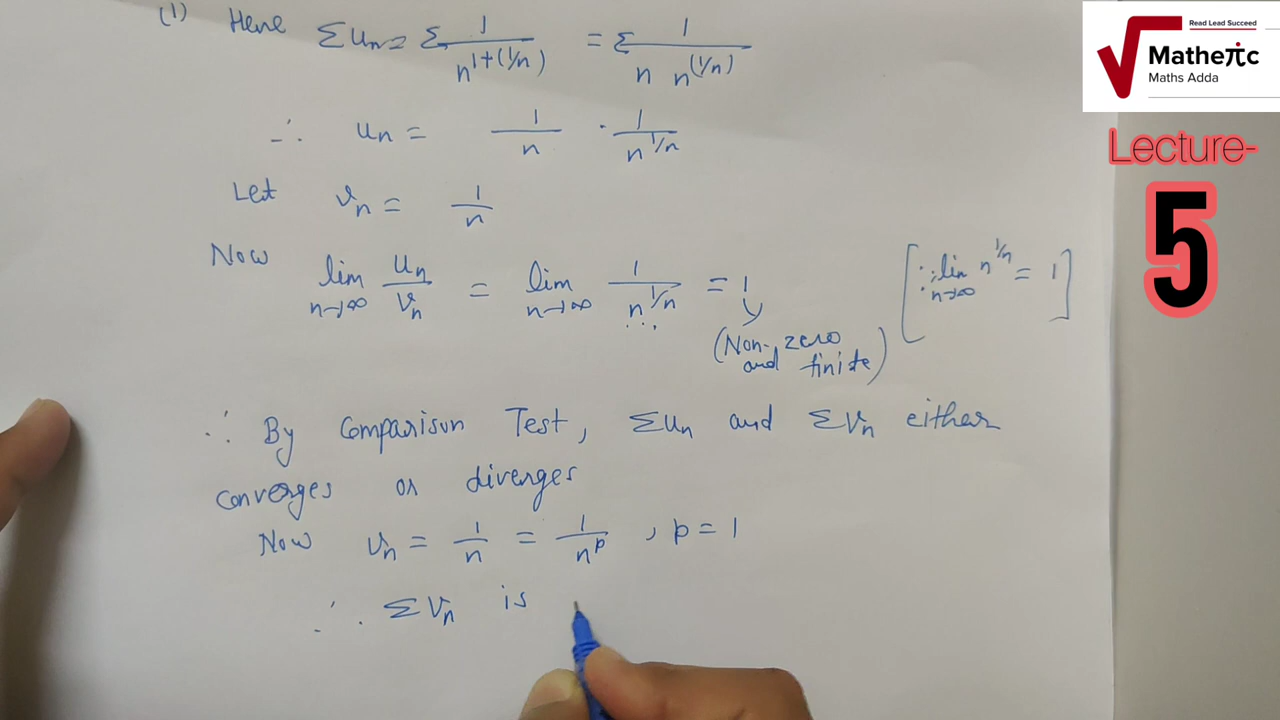 (1) Here Σun = Σ 1/n^(1+(1/n)) = Σ 1/(n n^(1/n))
∴ un = 1/n · 1/n^(1/n)
Let vn = 1/n
Now lim n→∞ un/vn = lim n→∞ 1/n^(1/n) = 1 [∵ lim n→∞ n^(1/n) = 1]
(Non-zero
and finite)
∴ By Comparison Test, Σun and Σvn either
converges or diverges
Now vn = 1/n = 1/n^p , p = 1
∴ Σvn is
Read Lead Succeed
Matheπc
Maths Adda
Lecture-
5